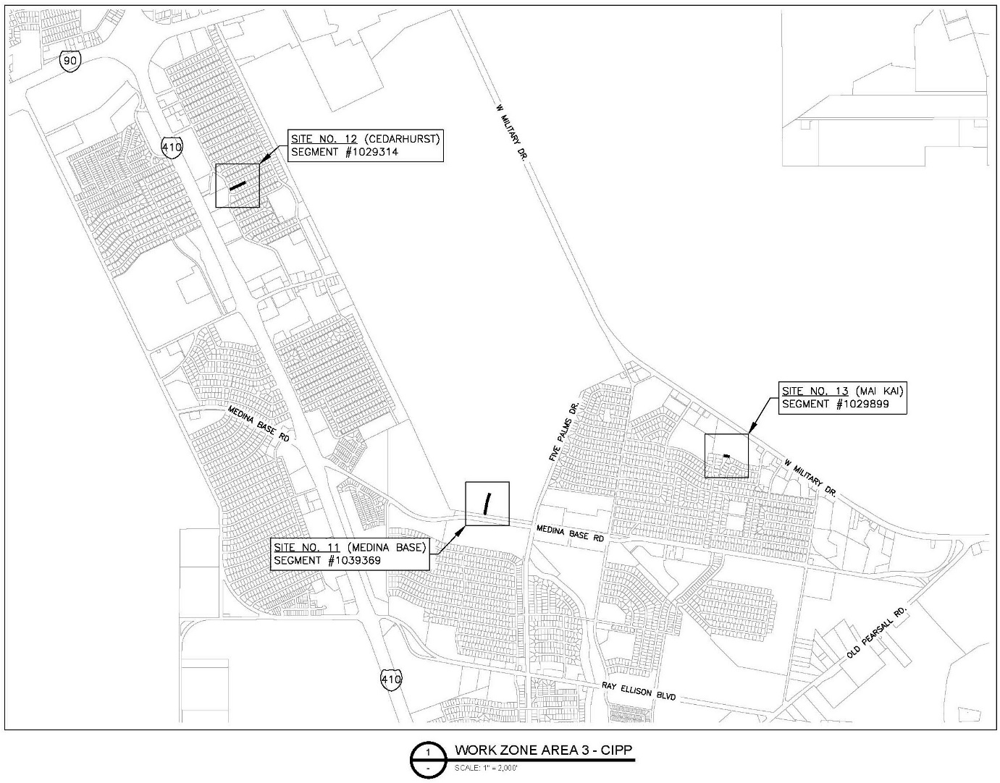 90
W MILITARY DR.
410
SITE NO. 12 (CEDARHURST)
SEGMENT #1029314
SITE NO. 13 (MAI KAI)
SEGMENT #1029899
MEDINA BASE RD
FIVE PALMS DR.
W MILITARY DR.
MEDINA BASE RD
SITE NO. 11 (MEDINA BASE)
SEGMENT #1039369
OLD PEARSALL RD.
410
RAY ELLISON BLVD
1
-
WORK ZONE AREA 3 - CIPP
SCALE: 1" = 2,000'